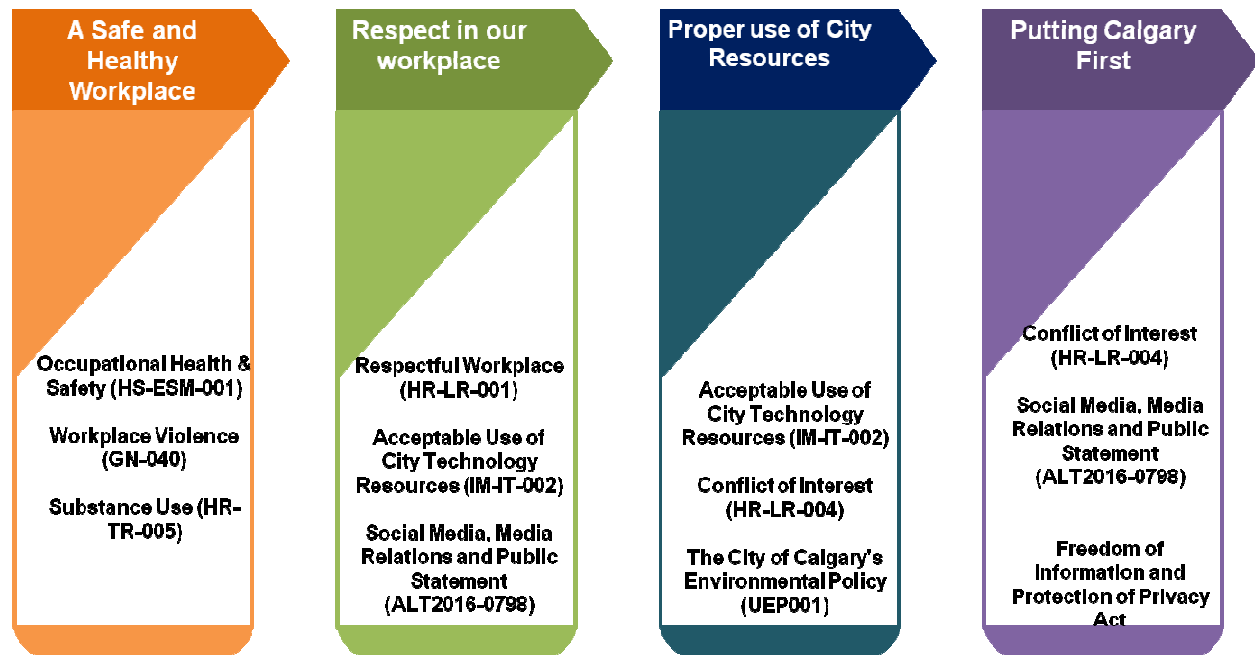 A Safe and
Healthy
Workplace
Occupational Health &
Safety (HS-ESM-001)
Workplace Violence
(GN-040)
Substance Use (HR-
TR-005)
Respect in our
workplace
Respectful Workplace
(HR-LR-001)
Acceptable Use of
City Technology
Resources (IM-IT-002)
Social Media, Media
Relations and Public
Statement
(ALT2016-0798)
Proper use of City
Resources
Acceptable Use of
City Technology
Resources (IM-IT-002)
Conflict of Interest
(HR-LR-004)
The City of Calgary's
Environmental Policy
(UEP001)
Putting Calgary
First
Conflict of Interest
(HR-LR-004)
Social Media, Media
Relations and Public
Statement
(ALT2016-0798)
Freedom of
Information and
Protection of Privacy
Act